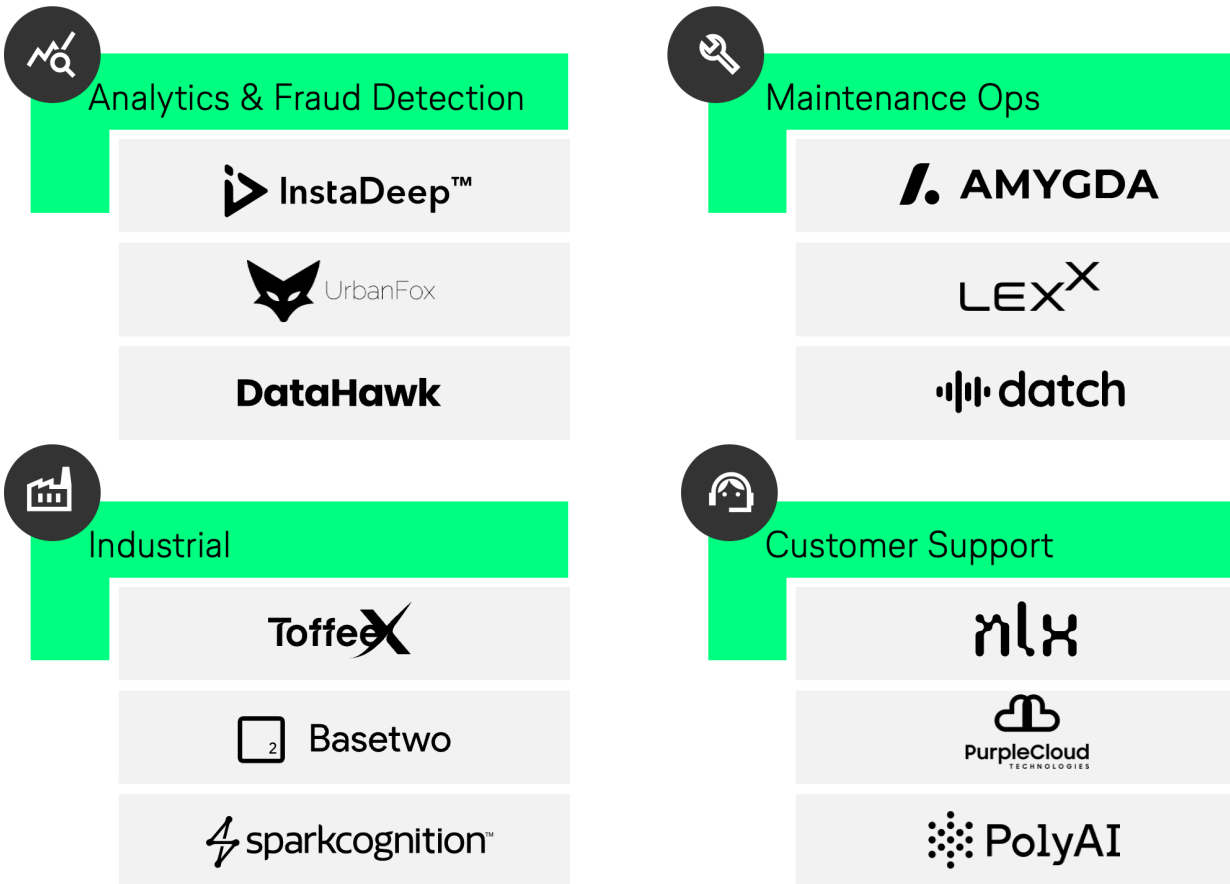 Analytics & Fraud Detection
InstaDeep™
UrbanFox
DataHawk
Maintenance Ops
AMYGDA
LEXX
datch
Industrial
ToffeeX
2 Basetwo
sparkcognition™
Customer Support
nlx
PurpleCloud
TECHNOLOGIES
PolyAI